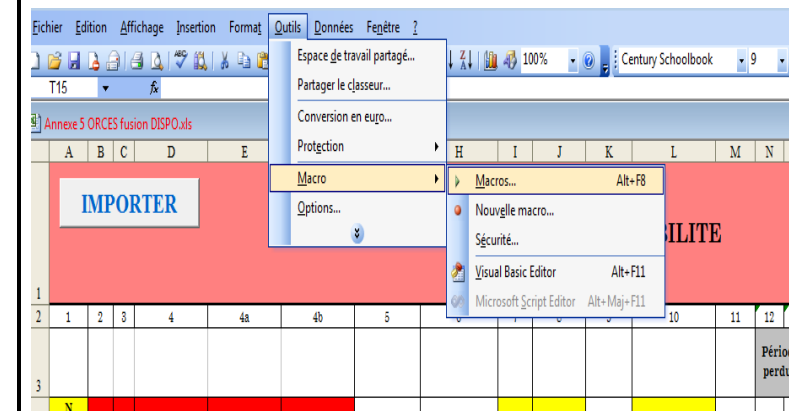 Fichier Edition Affichage Insertion Format Outils Données Fenêtre ?
100% Century Schoolbook 9
T15 fx
Annexe 5 ORCES fusion DISPO.xls
Espace de travail partagé...
Partager le classeur...
Conversion en euro...
Protection
Macro
Options...
Macros... Alt+F8
Nouvelle macro...
Sécurité...
Visual Basic Editor Alt+F11
Microsoft Script Editor Alt+Maj+F11
A B C D E H I J K L M N
IMPORTER
BILITE
1
2 1 2 3 4 4a 4b 5 10 11 12
3
Pério
perdu
N